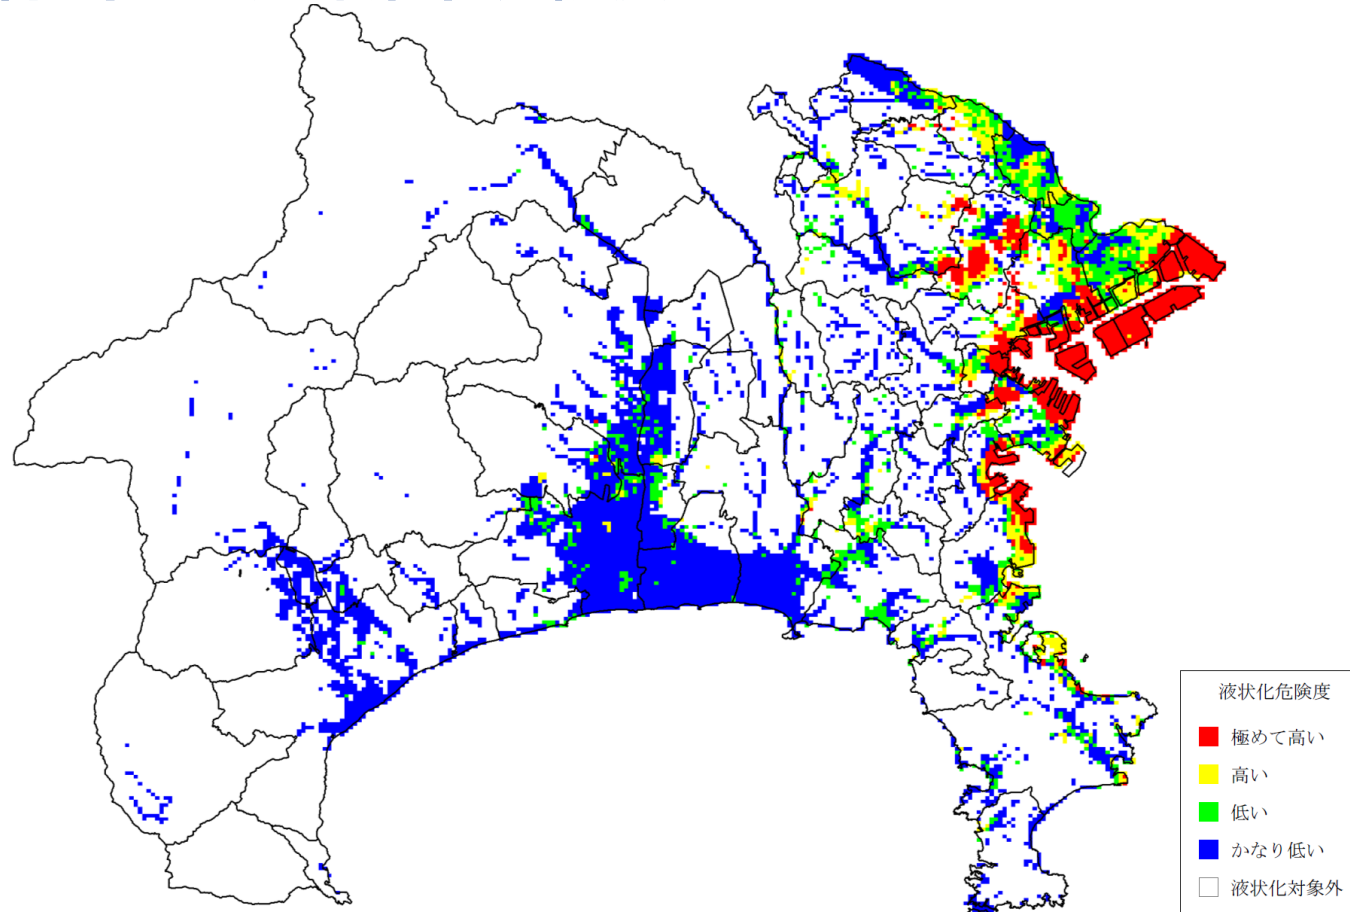 液状化危険度
極めて高い
高い
低い
かなり低い
液状化対象外